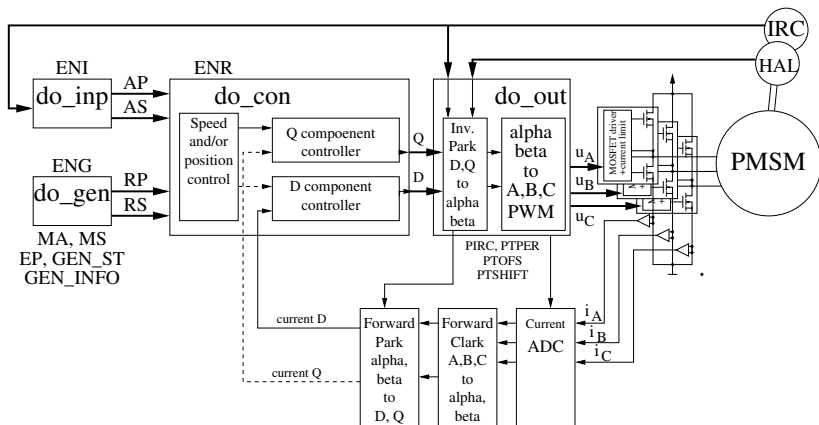 IRC
HAL
ENI
do_inp
AP
AS
ENR
do_con
Speed
and/or
position
control
Q compoenent
controller
D component
controller
Q
D
do_out
Inv.
Park
D,Q
to
alpha
beta
alpha
beta
to
A,B,C
PWM
u_A
u_B
u_C
MOSFET driver
+current limit
PMSM
ENG
do_gen
RP
RS
MA, MS
EP, GEN_ST
GEN_INFO
PIRC, PTPER
PTOFS
PTSHIFT
current D
current Q
Forward
Park
alpha,
beta
to
D, Q
Forward
Clark
A,B,C
to
alpha,
beta
Current
ADC
i_A
i_B
i_C